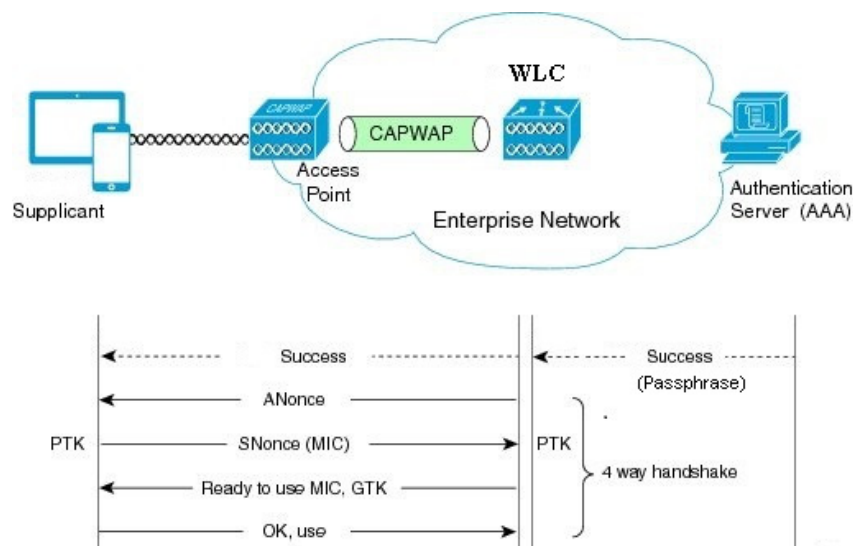 WLC
CAPWAP
CAPWAP
Access
Point
Supplicant
Enterprise Network
Authentication
Server (AAA)
Success
Success
(Passphrase)
ANonce
PTK
SNonce (MIC)
PTK
4 way handshake
Ready to use MIC, GTK
OK, use